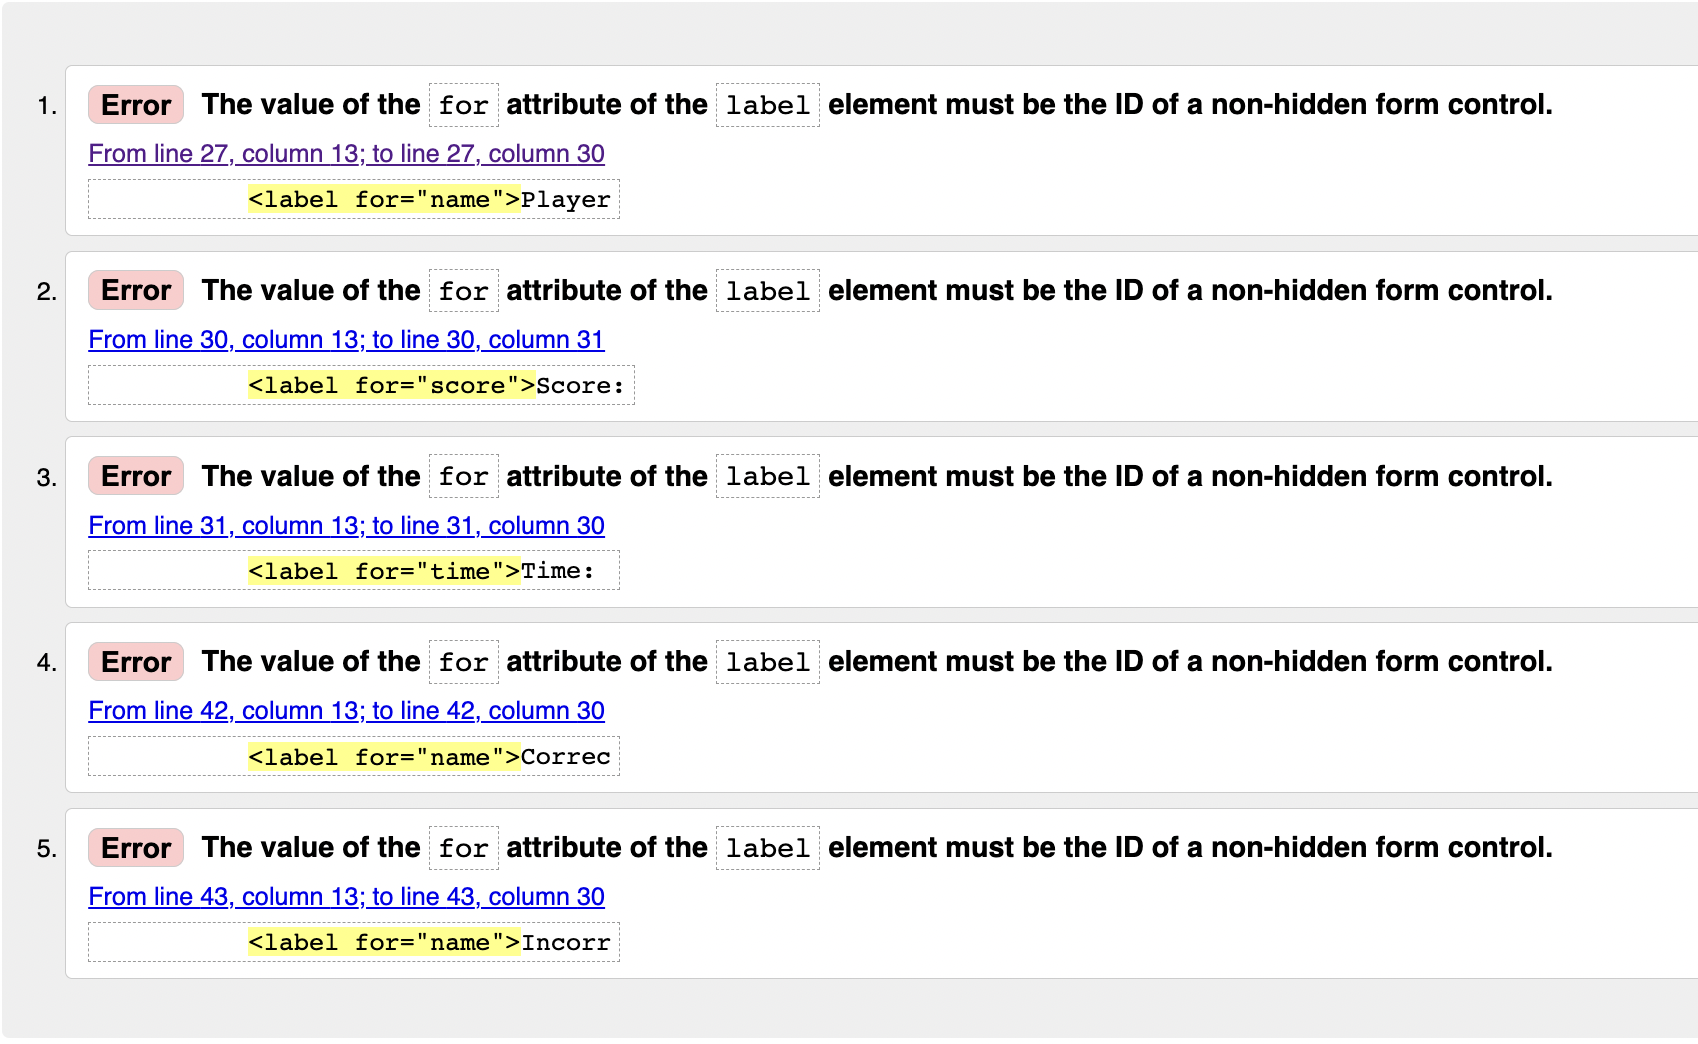 1. Error The value of the for attribute of the label element must be the ID of a non-hidden form control.
From line 27, column 13; to line 27, column 30
<label for="name">Player
2. Error The value of the for attribute of the label element must be the ID of a non-hidden form control.
From line 30, column 13; to line 30, column 31
<label for="score">Score:
3. Error The value of the for attribute of the label element must be the ID of a non-hidden form control.
From line 31, column 13; to line 31, column 30
<label for="time">Time:
4. Error The value of the for attribute of the label element must be the ID of a non-hidden form control.
From line 42, column 13; to line 42, column 30
<label for="name">Correc
5. Error The value of the for attribute of the label element must be the ID of a non-hidden form control.
From line 43, column 13; to line 43, column 30
<label for="name">Incorr